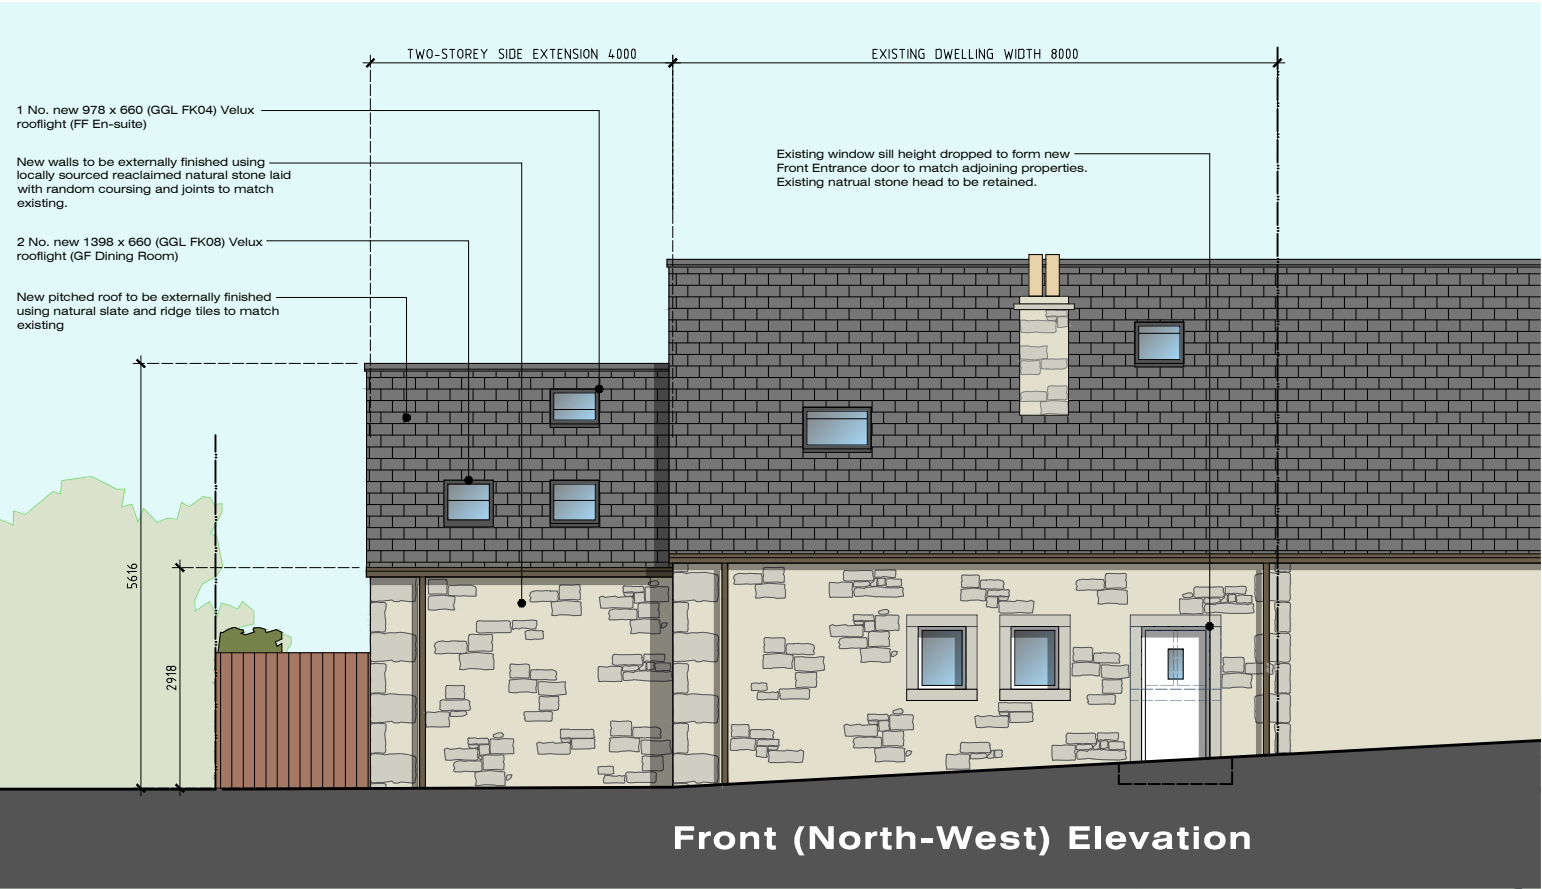 TWO-STOREY SIDE EXTENSION 4000
EXISTING DWELLING WIDTH 8000
1 No. new 978 x 660 (GGL FK04) Velux
rooflight (FF En-suite)
New walls to be externally finished using
locally sourced reaclaimed natural stone laid
with random coursing and joints to match
existing.
2 No. new 1398 x 660 (GGL FK08) Velux
rooflight (GF Dining Room)
New pitched roof to be externally finished
using natural slate and ridge tiles to match
existing
Existing window sill height dropped to form new
Front Entrance door to match adjoining properties.
Existing natrual stone head to be retained.
5616
2918
Front (North-West) Elevation